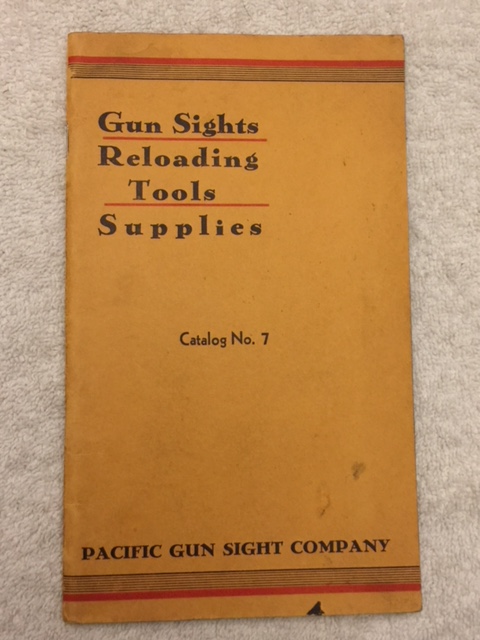 Gun Sights
Reloading
Tools
Supplies
Catalog No. 7
PACIFIC GUN SIGHT COMPANY